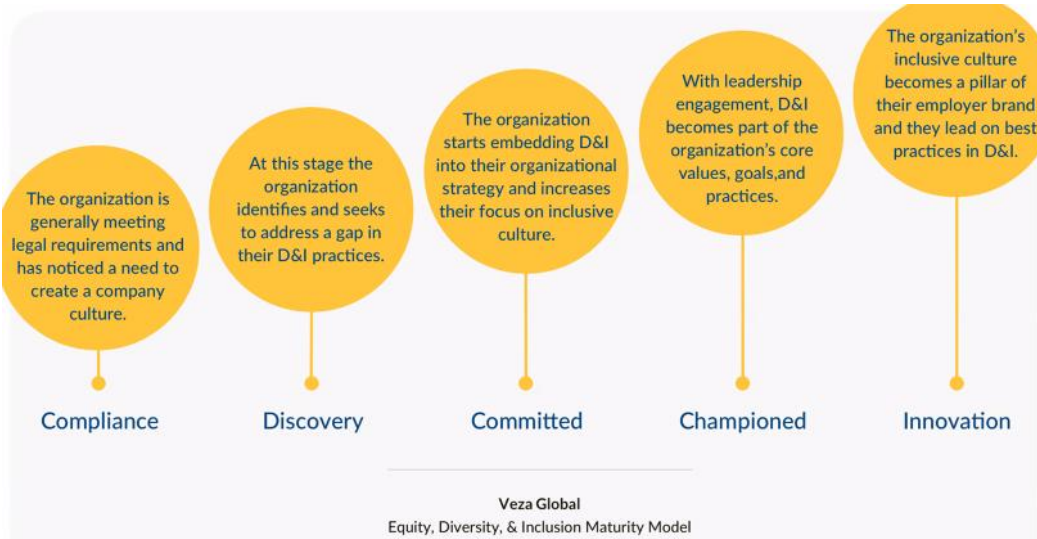 The organization is
generally meeting
legal requirements and
has noticed a need to
create a company
culture.
At this stage the
organization
identifies and seeks
to address a gap in
their D&I practices.
The organization
starts embedding D&I
into their organizational
strategy and increases
their focus on inclusive
culture.
With leadership
engagement, D&I
becomes part of the
organization's core
values, goals,and
practices.
The organization's
inclusive culture
becomes a pillar of
their employer brand
and they lead on best
practices in D&I.
Compliance
Discovery
Committed
Championed
Innovation
Veza Global
Equity, Diversity, & Inclusion Maturity Model